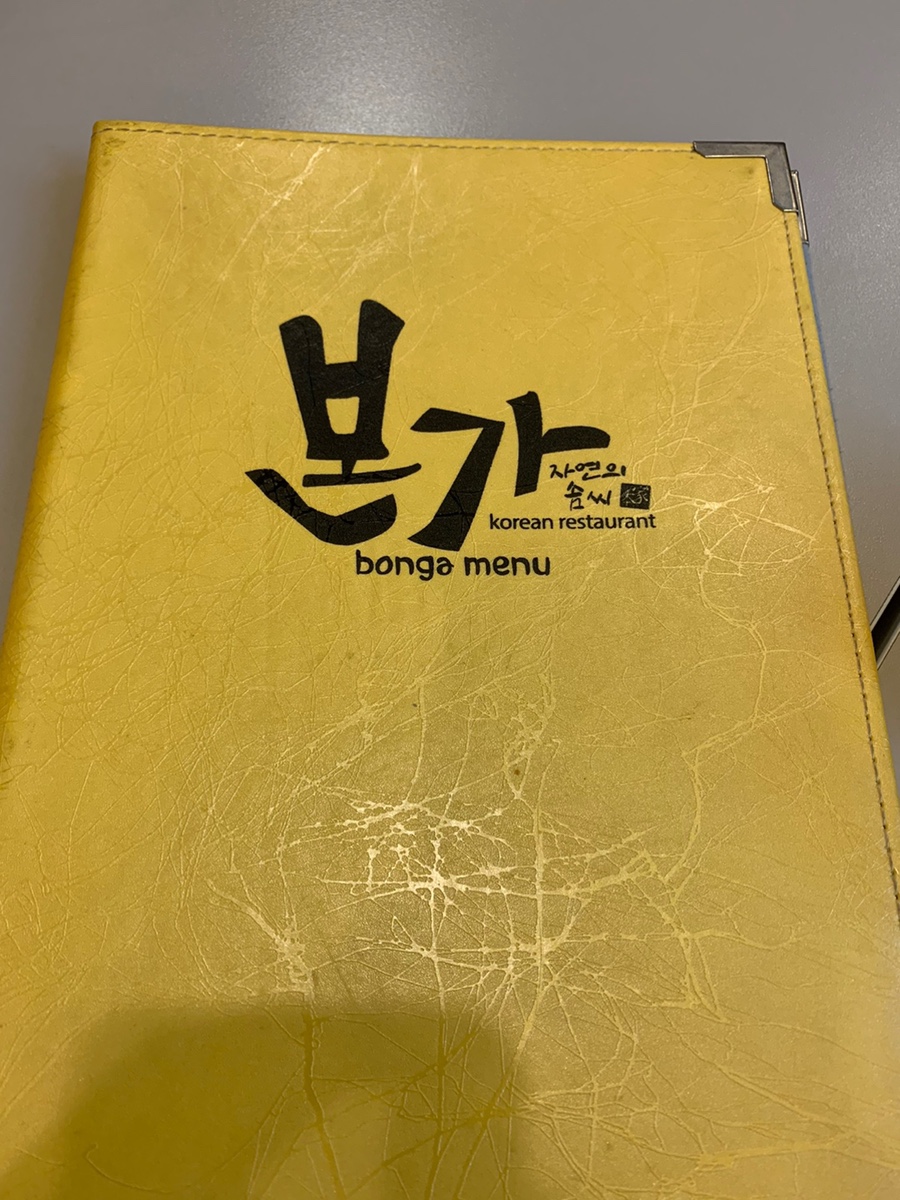 본가
자연의
솜씨
korean restaurant
bonga menu